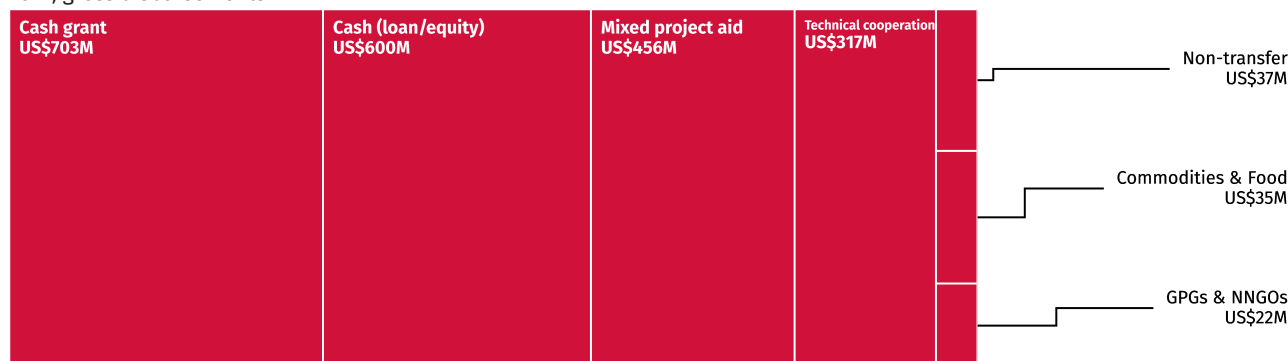 Cash grant
US$703M
Cash (loan/equity)
US$600M
Mixed project aid
US$456M
Technical cooperation
US$317M
Non-transfer
US$37M
Commodities & Food
US$35M
GPGs & NNGOs
US$22M